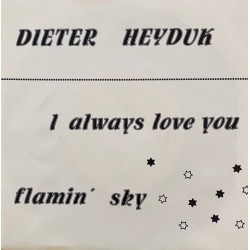 DIETER HEYDUK
I always love you
flamin´ sky